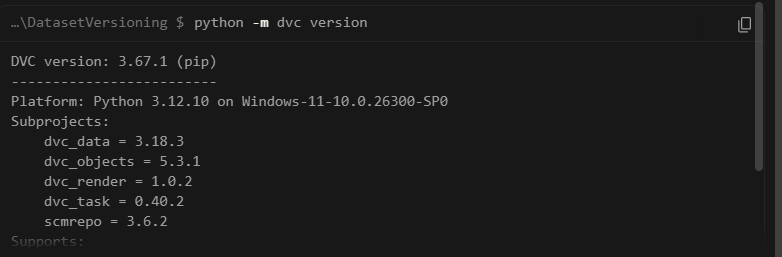 …\DatasetVersioning $ python -m dvc version
DVC version: 3.67.1 (pip)
-------------------------
Platform: Python 3.12.10 on Windows-11-10.0.26300-SP0
Subprojects:
    dvc_data = 3.18.3
    dvc_objects = 5.3.1
    dvc_render = 1.0.2
    dvc_task = 0.40.2
    scmrepo = 3.6.2
Supports: